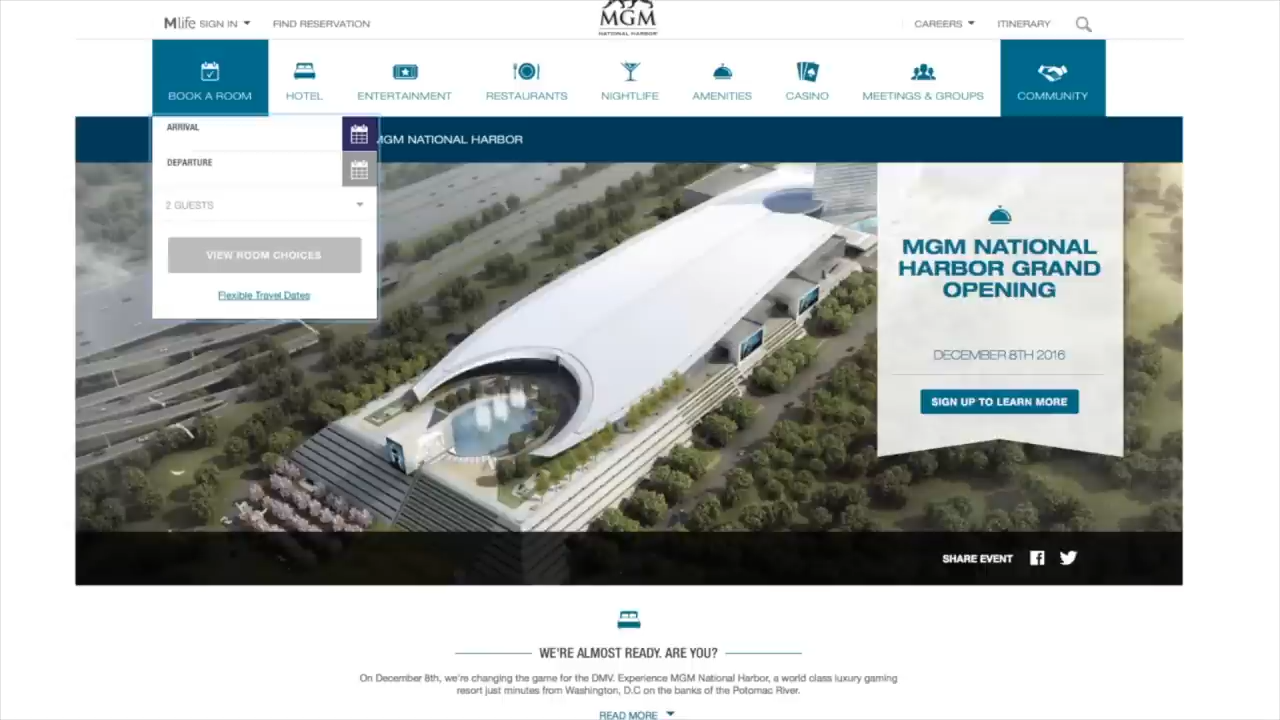 Mlife SIGN IN
FIND RESERVATION
MGM
NATIONAL HARBOR
CAREERS
ITINERARY
BOOK A ROOM
HOTEL
ENTERTAINMENT
RESTAURANTS
NIGHTLIFE
AMENITIES
CASINO
MEETINGS & GROUPS
COMMUNITY
ARRIVAL
DEPARTURE
2 GUESTS
VIEW ROOM CHOICES
Flexible Travel Dates
MGM NATIONAL HARBOR
MGM NATIONAL
HARBOR GRAND
OPENING
DECEMBER 8TH 2016
SIGN UP TO LEARN MORE
SHARE EVENT
WE'RE ALMOST READY. ARE YOU?
On December 8th, we're changing the game for the DMV. Experience MGM National Harbor, a world class luxury gaming
resort just minutes from Washington, D.C on the banks of the Potomac River.
READ MORE